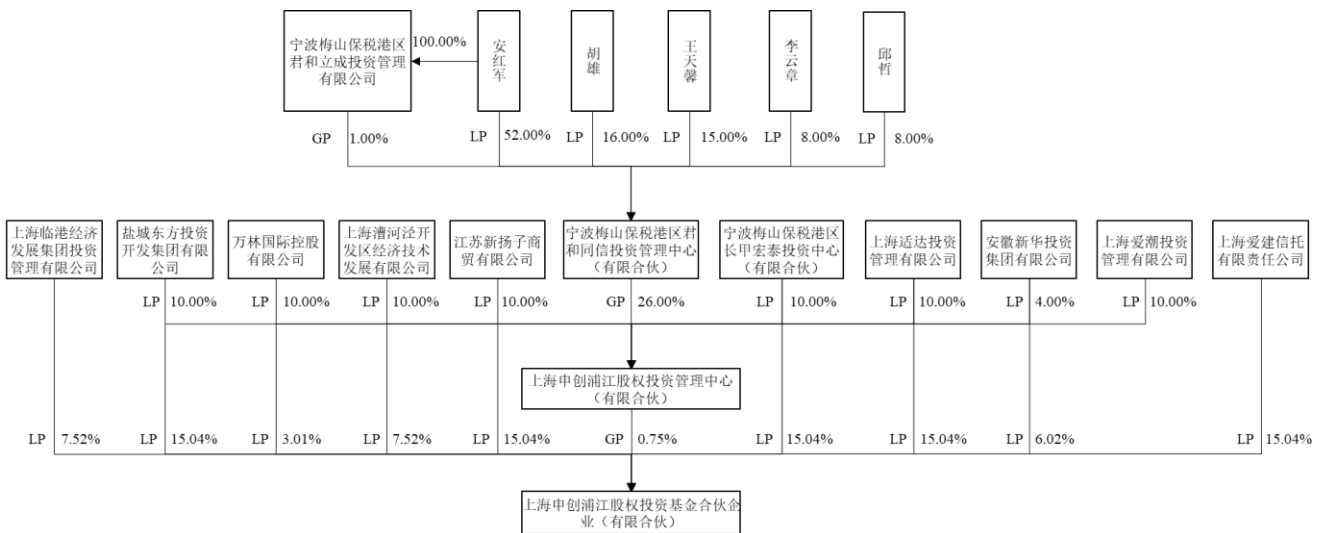 宁波梅山保税港区
君和立成投资管理
有限公司
100.00%
安红军
胡雄
王天馨
李云章
邱哲
GP 1.00%
LP 52.00%
LP 16.00%
LP 15.00%
LP 8.00%
LP 8.00%
上海临港经济
发展集团投资
管理有限公司
盐城东方投资
开发集团有限
公司
万林国际控股
有限公司
上海漕河泾开
发区经济技术
发展有限公司
江苏新扬子商
贸有限公司
宁波梅山保税港区君
和同信投资管理中心
（有限合伙）
宁波梅山保税港区
长甲宏泰投资中心
（有限合伙）
上海适达投资
管理有限公司
安徽新华投资
集团有限公司
上海爱潮投资
管理有限公司
上海爱建信托
有限责任公司
LP 10.00%
LP 10.00%
LP 10.00%
LP 10.00%
GP 26.00%
LP 10.00%
LP 10.00%
LP 4.00%
LP 10.00%
上海申创浦江股权投资管理中心
（有限合伙）
LP 7.52%
LP 15.04%
LP 3.01%
LP 7.52%
LP 15.04%
GP 0.75%
LP 15.04%
LP 15.04%
LP 6.02%
LP 15.04%
上海申创浦江股权投资基金合伙企
业（有限合伙）